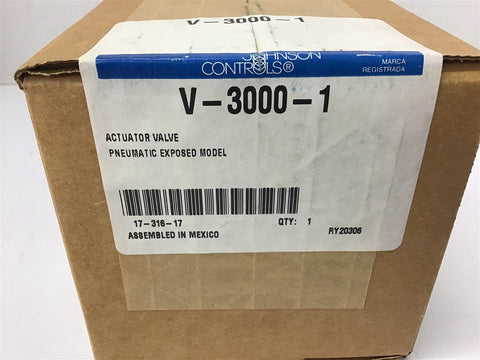 V-3000-1
JOHNSON
CONTROLS®
MARCA
REGISTRADA
V-3000-1
ACTUATOR VALVE
PNEUMATIC EXPOSED MODEL
17-316-17
QTY: 1
RY20306
ASSEMBLED IN MEXICO